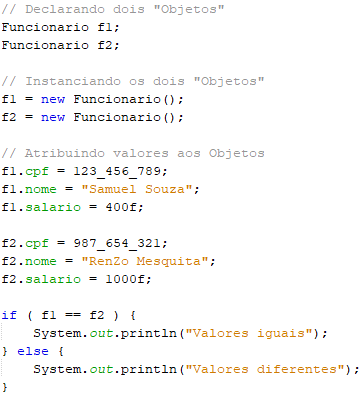 // Declarando dois "Objetos"
Funcionario f1;
Funcionario f2;
// Instanciando os dois "Objetos"
f1 = new Funcionario();
f2 = new Funcionario();
// Atribuindo valores aos Objetos
f1.cpf = 123_456_789;
f1.nome = "Samuel Souza";
f1.salario = 400f;
f2.cpf = 987_654_321;
f2.nome = "RenZo Mesquita";
f2.salario = 1000f;
if ( f1 == f2 ) {
    System.out.println("Valores iguais");
} else {
    System.out.println("Valores diferentes");
}